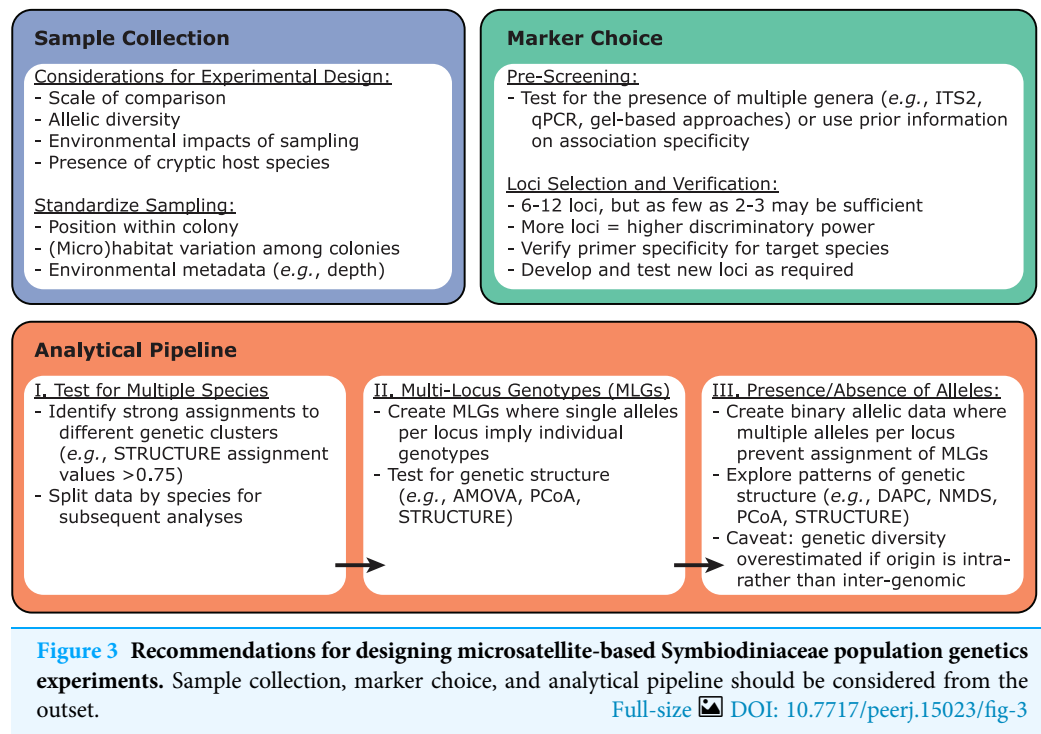 Sample Collection
Considerations for Experimental Design:
- Scale of comparison
- Allelic diversity
- Environmental impacts of sampling
- Presence of cryptic host species
Standardize Sampling:
- Position within colony
- (Micro)habitat variation among colonies
- Environmental metadata (e.g., depth)
Marker Choice
Pre-Screening:
- Test for the presence of multiple genera (e.g., ITS2,
qPCR, gel-based approaches) or use prior information
on association specificity
Loci Selection and Verification:
- 6-12 loci, but as few as 2-3 may be sufficient
- More loci = higher discriminatory power
- Verify primer specificity for target species
- Develop and test new loci as required
Analytical Pipeline
I. Test for Multiple Species
- Identify strong assignments to
different genetic clusters
(e.g., STRUCTURE assignment
values >0.75)
- Split data by species for
subsequent analyses
II. Multi-Locus Genotypes (MLGs)
- Create MLGs where single alleles
per locus imply individual
genotypes
- Test for genetic structure
(e.g., AMOVA, PCoA,
STRUCTURE)
III. Presence/Absence of Alleles:
- Create binary allelic data where
multiple alleles per locus
prevent assignment of MLGs
- Explore patterns of genetic
structure (e.g., DAPC, NMDS,
PCoA, STRUCTURE)
- Caveat: genetic diversity
overestimated if origin is intra-
rather than inter-genomic
Figure 3 Recommendations for designing microsatellite-based Symbiodiniaceae population genetics
experiments. Sample collection, marker choice, and analytical pipeline should be considered from the
outset.
Full-size DOI: 10.7717/peerj.15023/fig-3